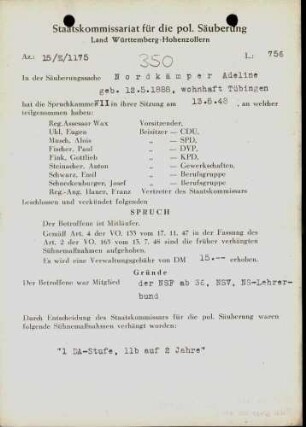 Staatskommissariat für die pol. Säuberung
Land Württemberg-Hohenzollern
Az.: 15/E/1175 350 L: 756
In der Säuberungssache Nordkämper Adeline
geb. 12.5.1888, wohnhaft Tübingen
hat die Spruchkammer VII in ihrer Sitzung am 13.5.48, an welcher
teilgenommen haben:
Reg.Assessor Wax Vorsitzender,
Uhl. Eugen Beisitzer — CDU,
Mosch, Alois — SPD,
Fischer, Paul — DVP,
Fink, Gottlieb — KPD,
Steinacher, Anton — Gewerkschaften,
Schwarz, Emil — Berufsgruppe
Schneckenburger, Josef — Berufsgruppe
Reg.-Ang. Hauer, Franz Vertreter des Staatskommissars
beschlossen und verkündet folgenden
SPRUCH
Der Betroffene ist Mitläufer.
Gemäß Art. 4 der VO. 133 vom 17. 11. 47 in der Fassung des
Art. 2 der VO. 165 vom 13. 7. 48 sind die früher verhängten
Sühnemaßnahmen aufgehoben.
Es wird eine Verwaltungsgebühr von DM 15.-- erhoben.
Gründe
Der Betroffene war Mitglied der NSF ab 36, NSV, NS-Lehrer-
bund
Durch Entscheidung des Staatskommissars für die pol. Säuberung waren
folgende Sühnemaßnahmen verhängt worden:
"1 DA-Stufe, 11b auf 2 Jahre"